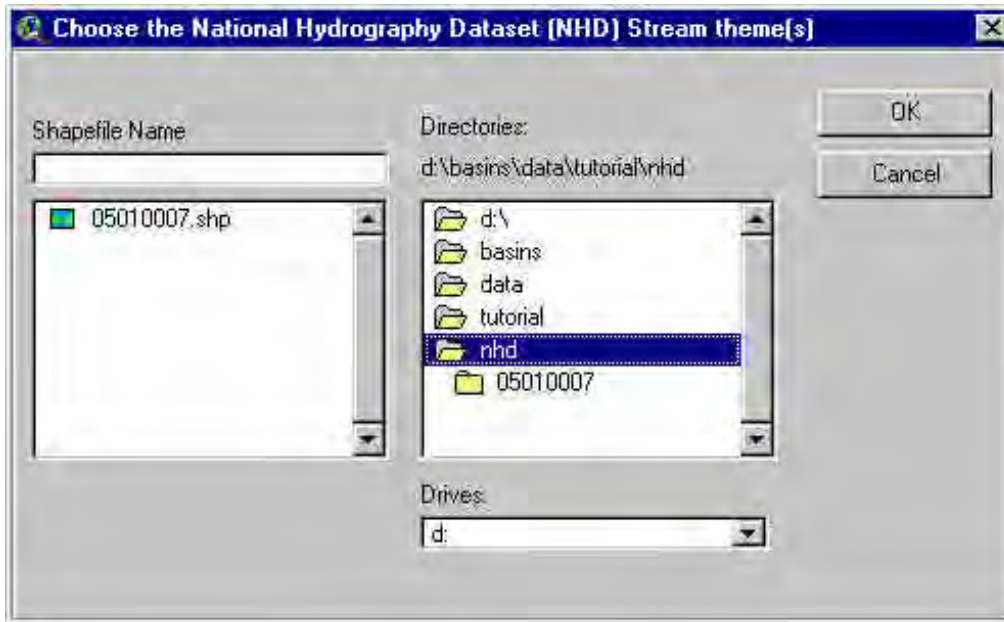 Choose the National Hydrography Dataset (NHD) Stream theme(s)
Shapefile Name
05010007.shp
Directories:
d:\basins\data\tutorial\nhd
d:\
basins
data
tutorial
nhd
05010007
Drives:
d:
OK
Cancel